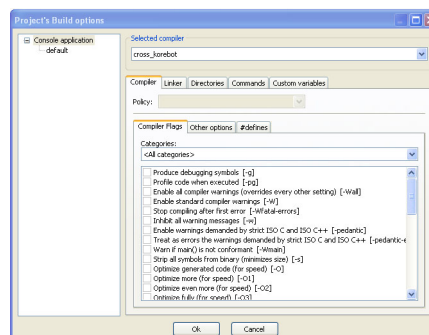 Project's Build options
Console application
default
Selected compiler
cross_korebot
Compiler Linker Directories Commands Custom variables
Policy:
Compiler Flags Other options #defines
Categories:
<All categories>
Produce debugging symbols [-g]
Profile code when executed [-pg]
Enable all compiler warnings (overrides every other setting) [-Wall]
Enable standard compiler warnings [-W]
Stop compiling after first error [-Wfatal-errors]
Inhibit all warning messages [-w]
Enable warnings demanded by strict ISO C and ISO C++ [-pedantic]
Treat as errors the warnings demanded by strict ISO C and ISO C++ [-pedantic-e
Warn if main() is not conformant [-Wmain]
Strip all symbols from binary (minimizes size) [-s]
Optimize generated code (for speed) [-O]
Optimize more (for speed) [-O1]
Optimize even more (for speed) [-O2]
Optimize fully (for speed) [-O3]
Ok Cancel